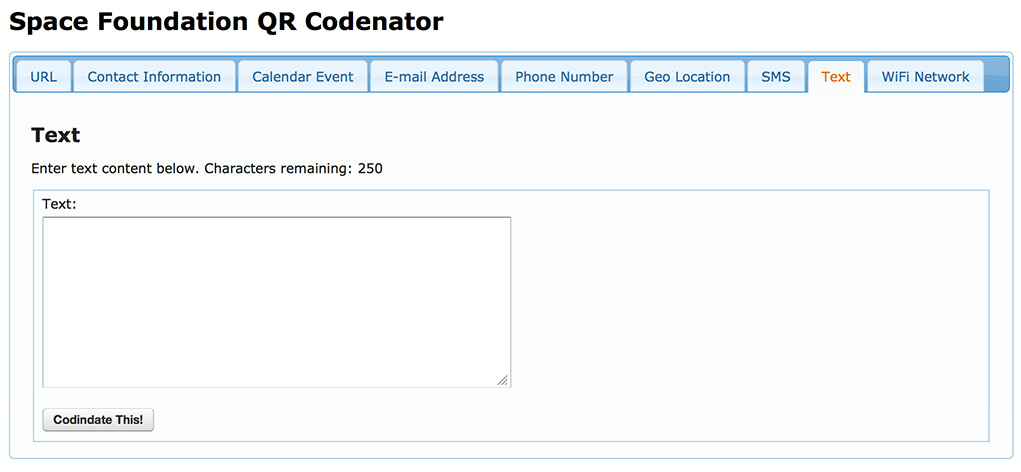 Space Foundation QR Codenator
URL Contact Information Calendar Event E-mail Address Phone Number Geo Location SMS Text WiFi Network
Text
Enter text content below. Characters remaining: 250
Text:
Codindate This!